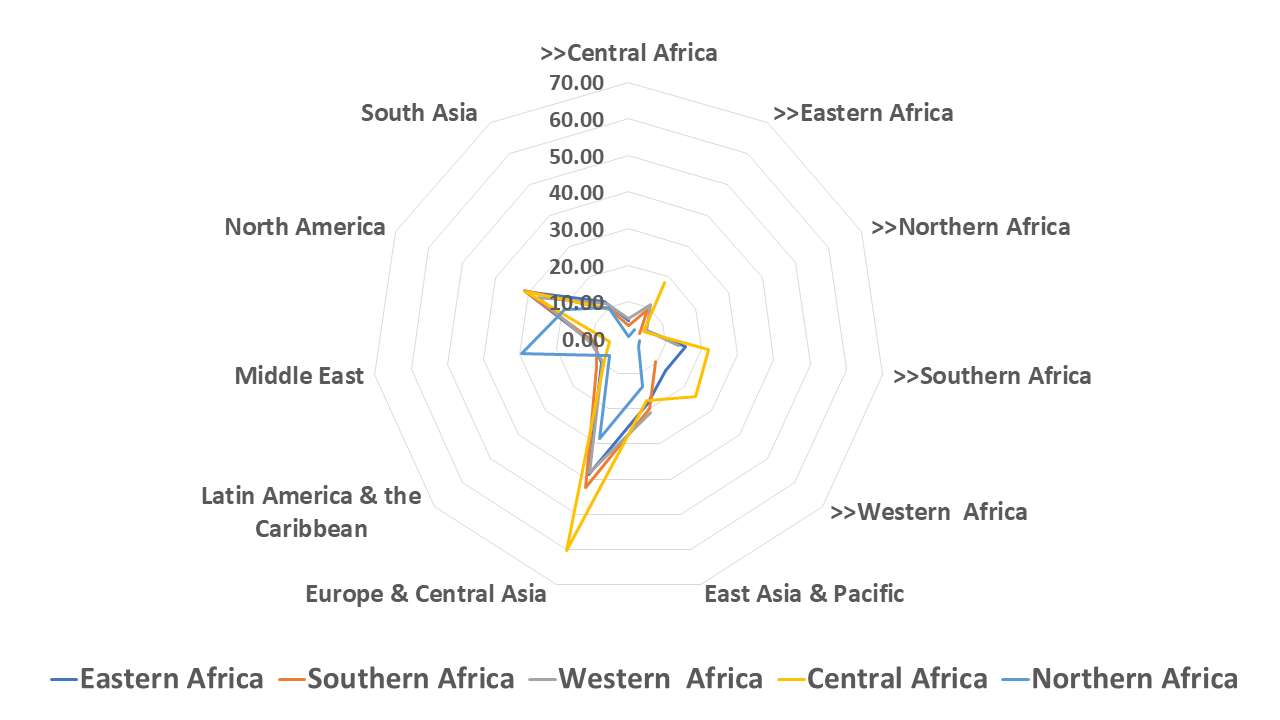 >>Central Africa
70.00
60.00
50.00
40.00
30.00
20.00
10.00
0.00
>>Eastern Africa
>>Northern Africa
>>Southern Africa
>>Western  Africa
East Asia & Pacific
Europe & Central Asia
Latin America & the
Caribbean
Middle East
North America
South Asia
Eastern Africa
Southern Africa
Western  Africa
Central Africa
Northern Africa